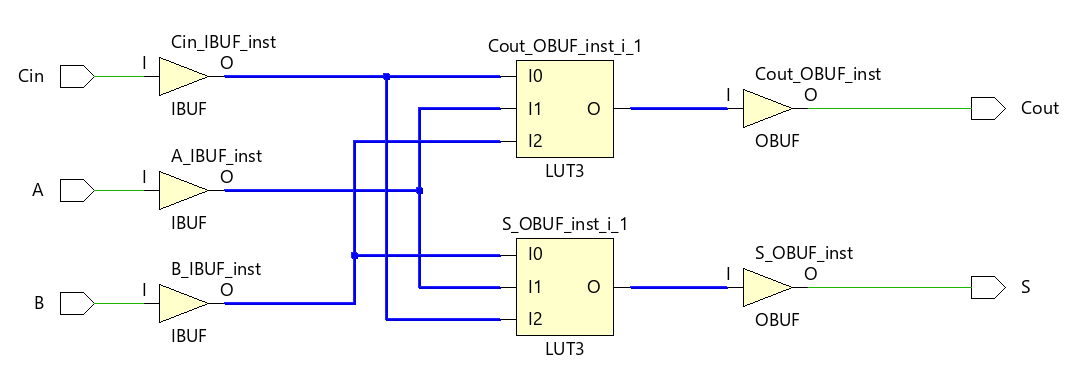 Cin_IBUF_inst
Cin
I
O
IBUF
A_IBUF_inst
A
I
O
IBUF
B_IBUF_inst
B
I
O
IBUF
Cout_OBUF_inst_i_1
I0
I1
I2
O
LUT3
S_OBUF_inst_i_1
I0
I1
I2
O
LUT3
Cout_OBUF_inst
I
O
OBUF
Cout
S_OBUF_inst
I
O
OBUF
S